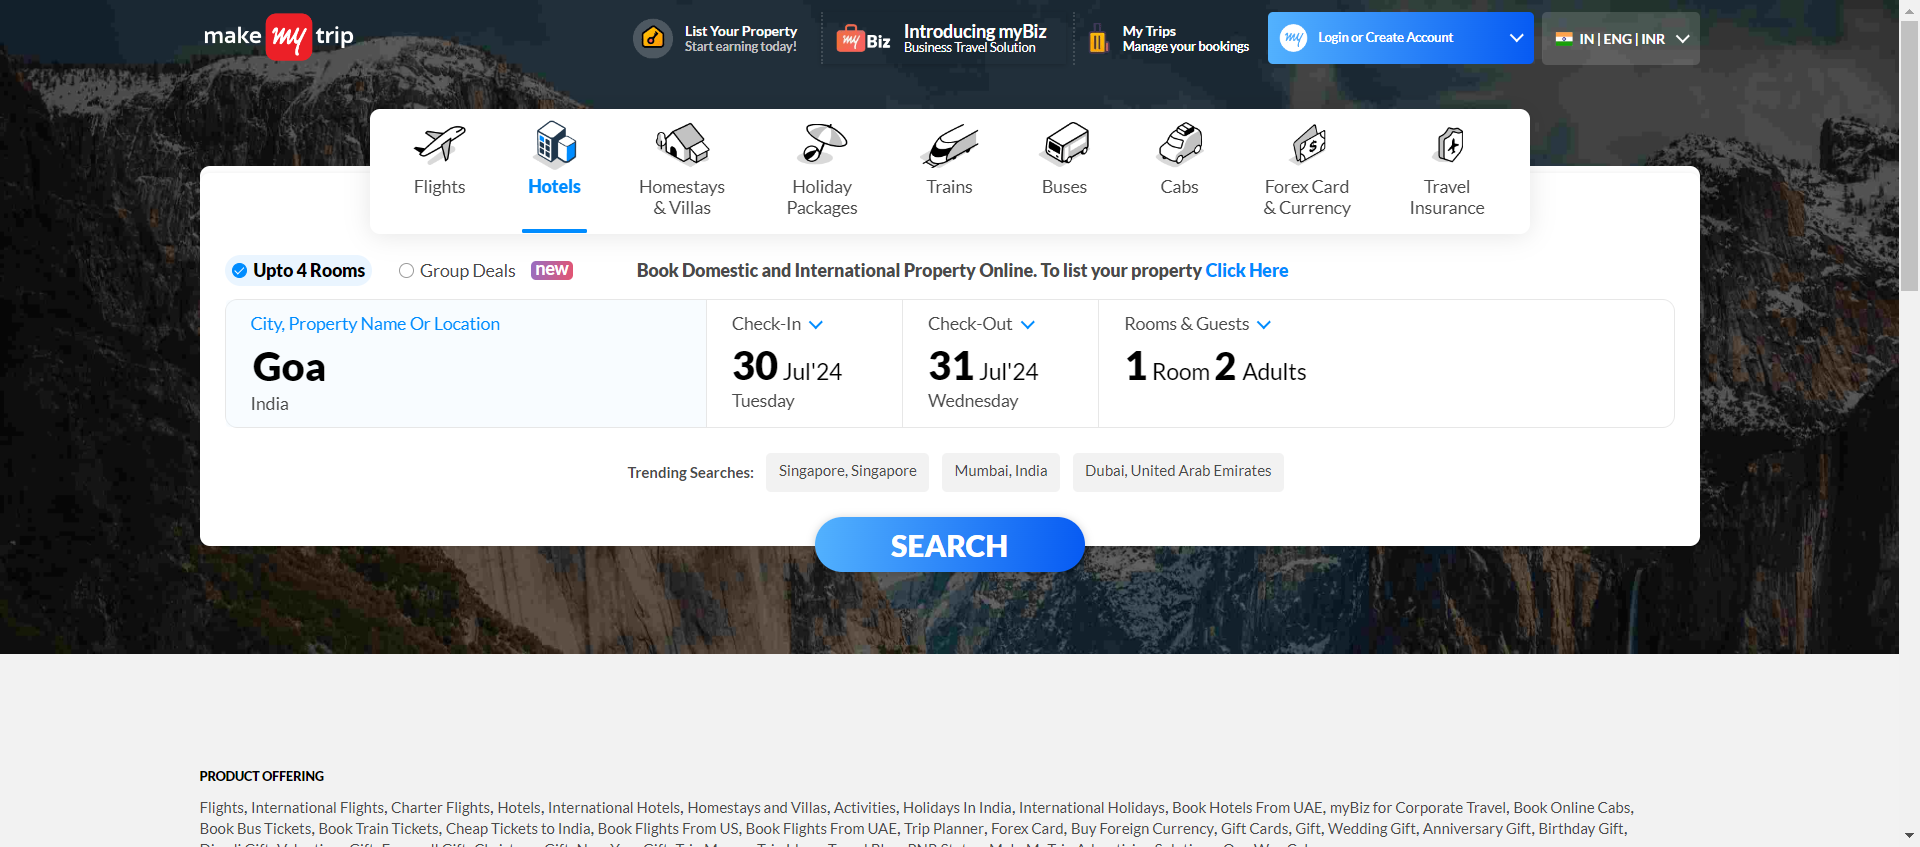 make my trip
List Your Property
Start earning today!
my Biz
Introducing myBiz
Business Travel Solution
My Trips
Manage your bookings
my Login or Create Account
IN | ENG | INR
Flights
Hotels
Homestays
& Villas
Holiday
Packages
Trains
Buses
Cabs
Forex Card
& Currency
Travel
Insurance
Upto 4 Rooms
Group Deals new
Book Domestic and International Property Online. To list your property Click Here
City, Property Name Or Location
Goa
India
Check-In
30 Jul'24
Tuesday
Check-Out
31 Jul'24
Wednesday
Rooms & Guests
1 Room 2 Adults
Trending Searches: Singapore, Singapore Mumbai, India Dubai, United Arab Emirates
SEARCH
PRODUCT OFFERING
Flights, International Flights, Charter Flights, Hotels, International Hotels, Homestays and Villas, Activities, Holidays In India, International Holidays, Book Hotels From UAE, myBiz for Corporate Travel, Book Online Cabs,
Book Bus Tickets, Book Train Tickets, Cheap Tickets to India, Book Flights From US, Book Flights From UAE, Trip Planner, Forex Card, Buy Foreign Currency, Gift Cards, Gift, Wedding Gift, Anniversary Gift, Birthday Gift,